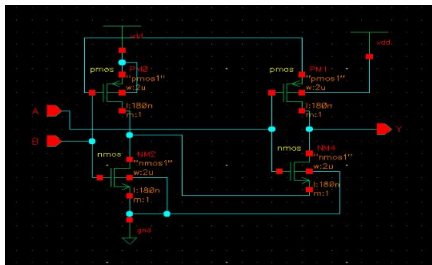 vdd
vdd
pmos PM0
"pmos1"
w:2u
l:180n
m:1
pmos PM1
"pmos1"
w:2u
l:180n
m:1
A
B
Y
nmos NM2
"nmos1"
w:2u
l:180n
m:1
nmos NM4
"nmos1"
w:2u
l:180n
m:1
gnd